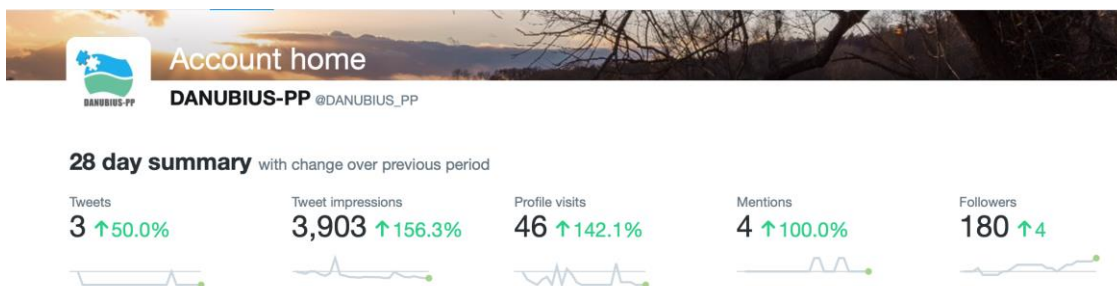 Account home
DANUBIUS-PP
DANUBIUS-PP @DANUBIUS_PP
28 day summary with change over previous period
Tweets
3 ↑50.0%
Tweet impressions
3,903 ↑156.3%
Profile visits
46 ↑142.1%
Mentions
4 ↑100.0%
Followers
180 ↑4